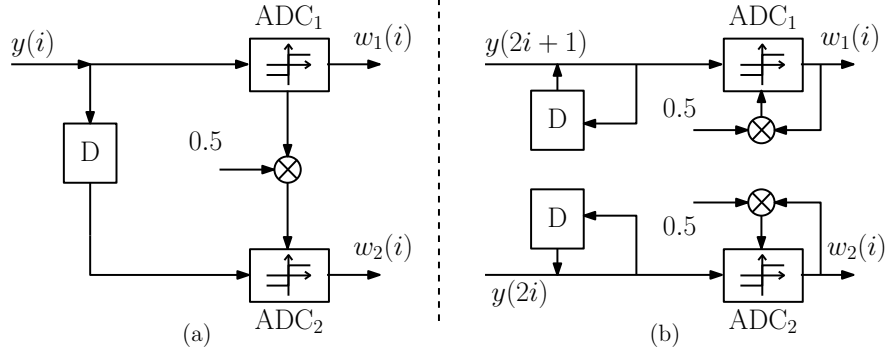 ADC₁
y(i)
w₁(i)
D
0.5
w₂(i)
ADC₂
(a)
ADC₁
y(2i + 1)
w₁(i)
D
0.5
D
0.5
w₂(i)
y(2i)
ADC₂
(b)